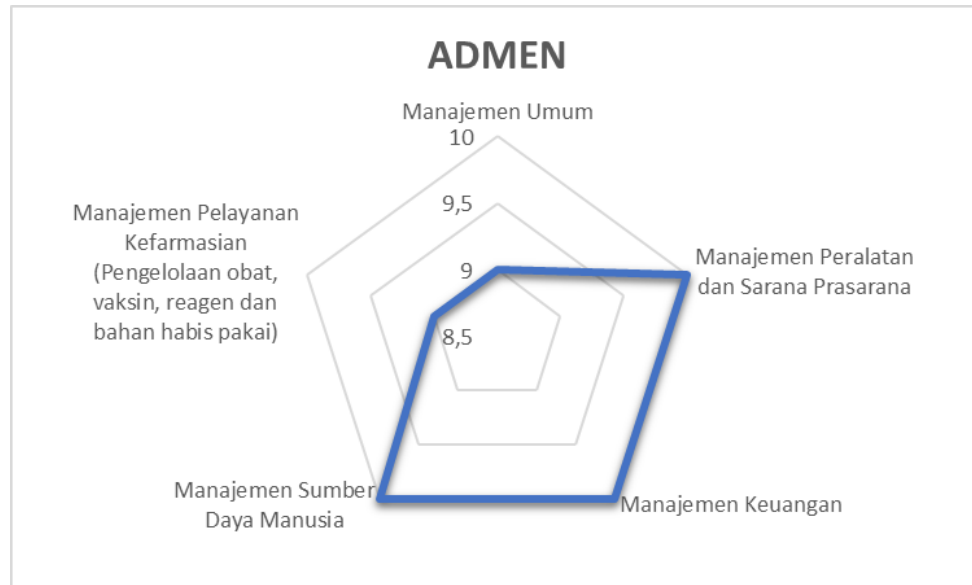 ADMEN
Manajemen Umum
10
9,5
9
8,5
Manajemen Peralatan
dan Sarana Prasarana
Manajemen Keuangan
Manajemen Sumber
Daya Manusia
Manajemen Pelayanan
Kefarmasian
(Pengelolaan obat,
vaksin, reagen dan
bahan habis pakai)